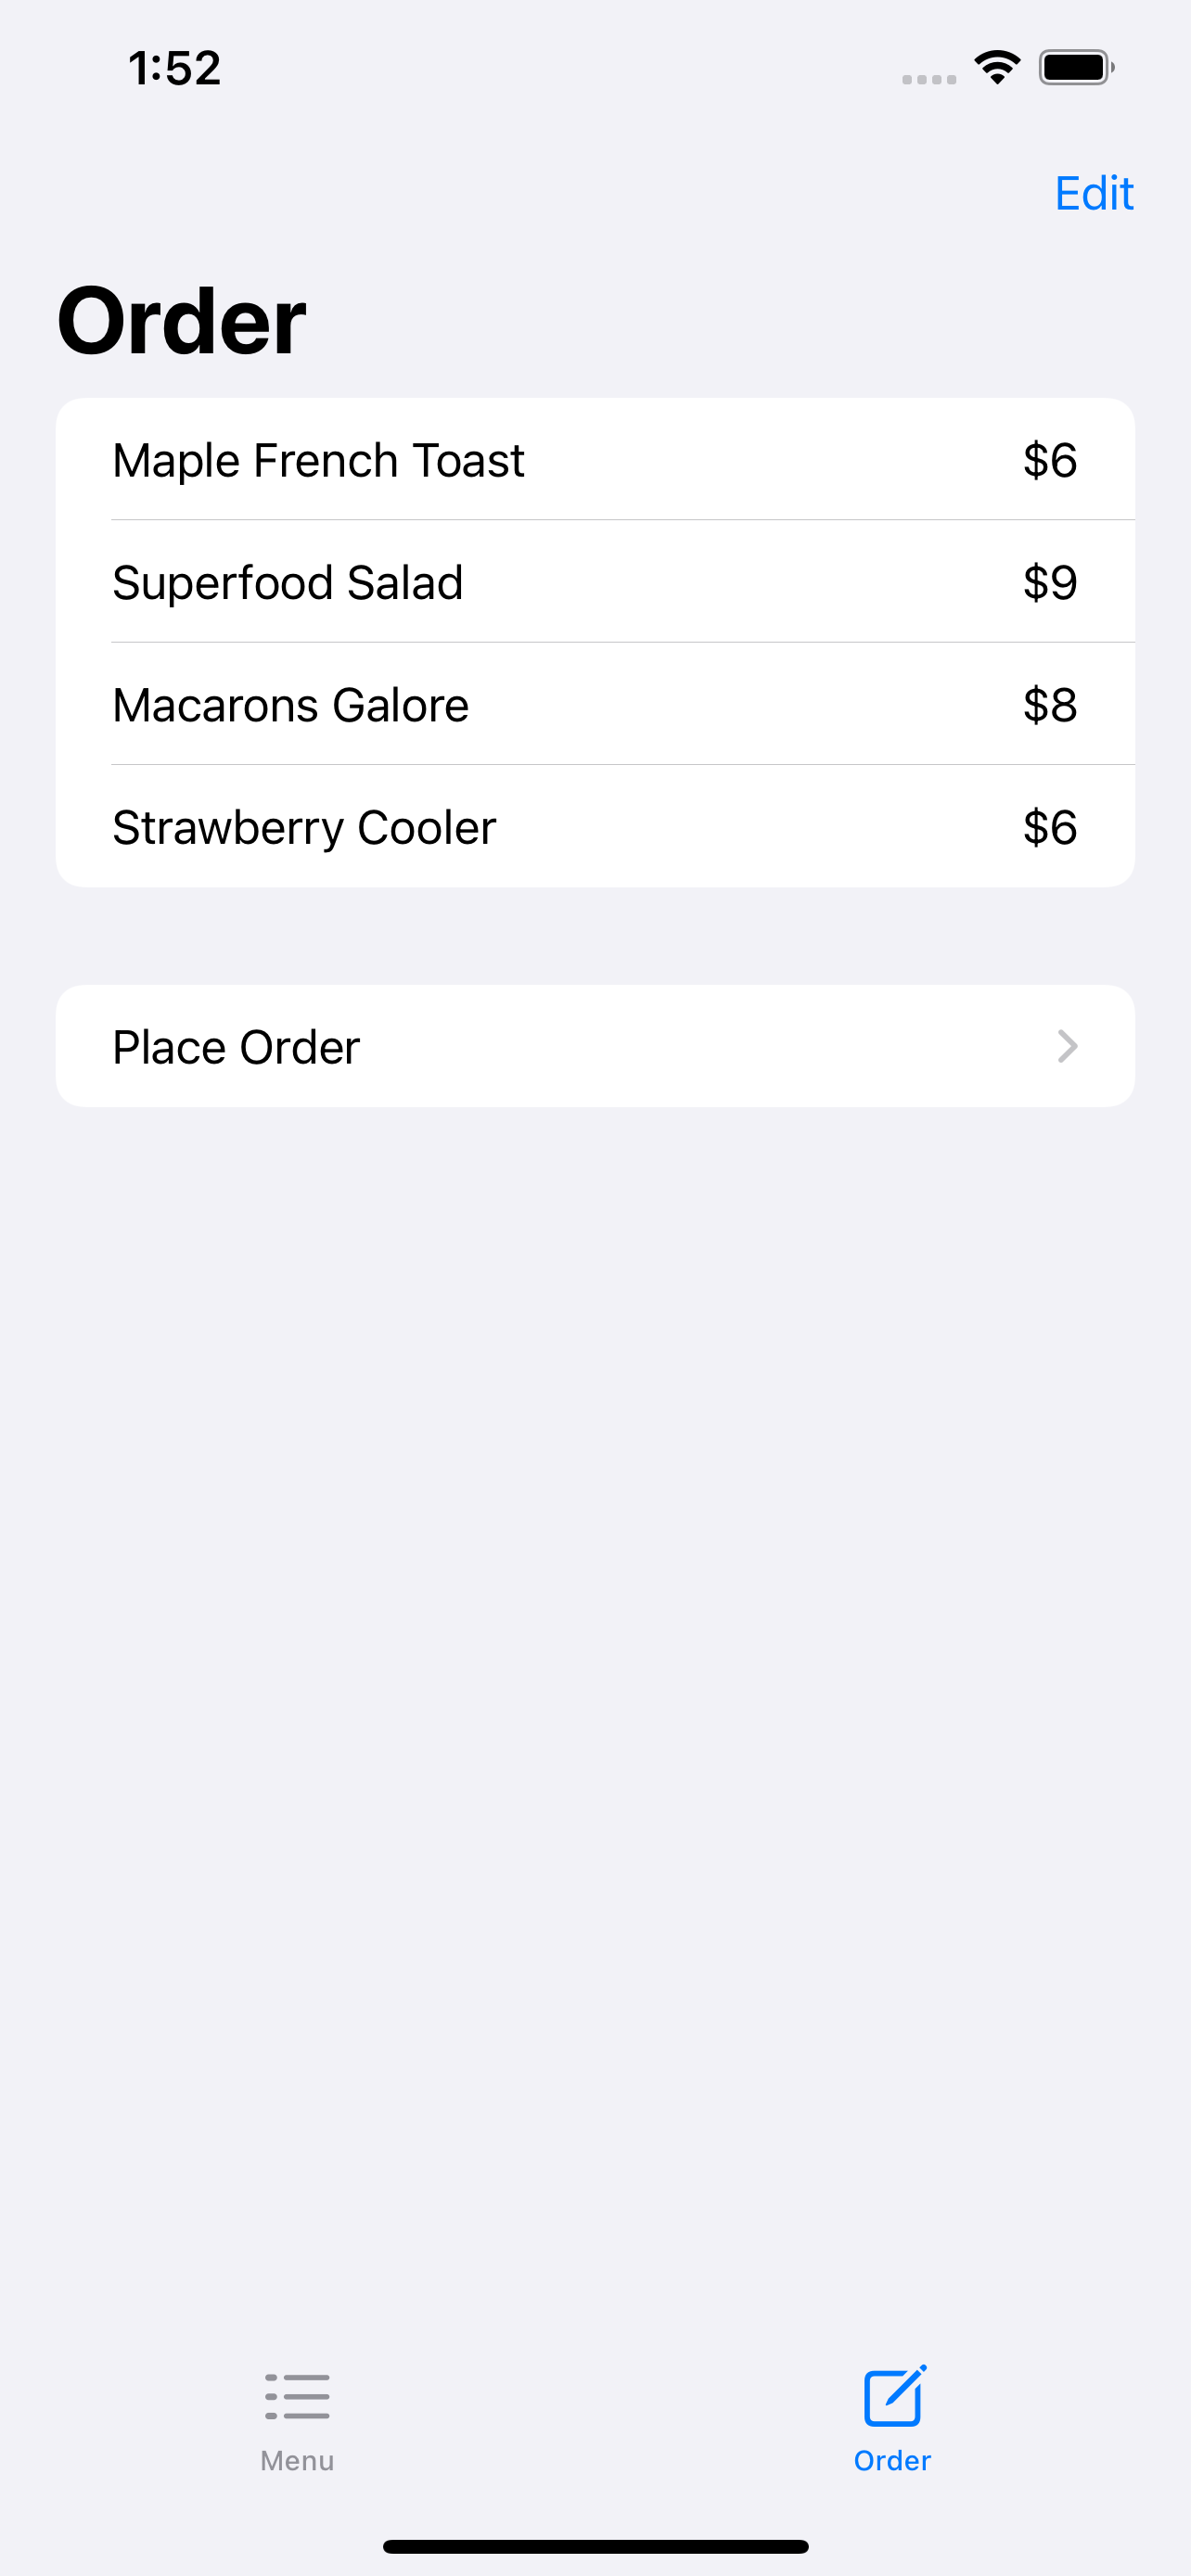 1:52
Edit
Order
Maple French Toast $6
Superfood Salad $9
Macarons Galore $8
Strawberry Cooler $6
Place Order
Menu Order